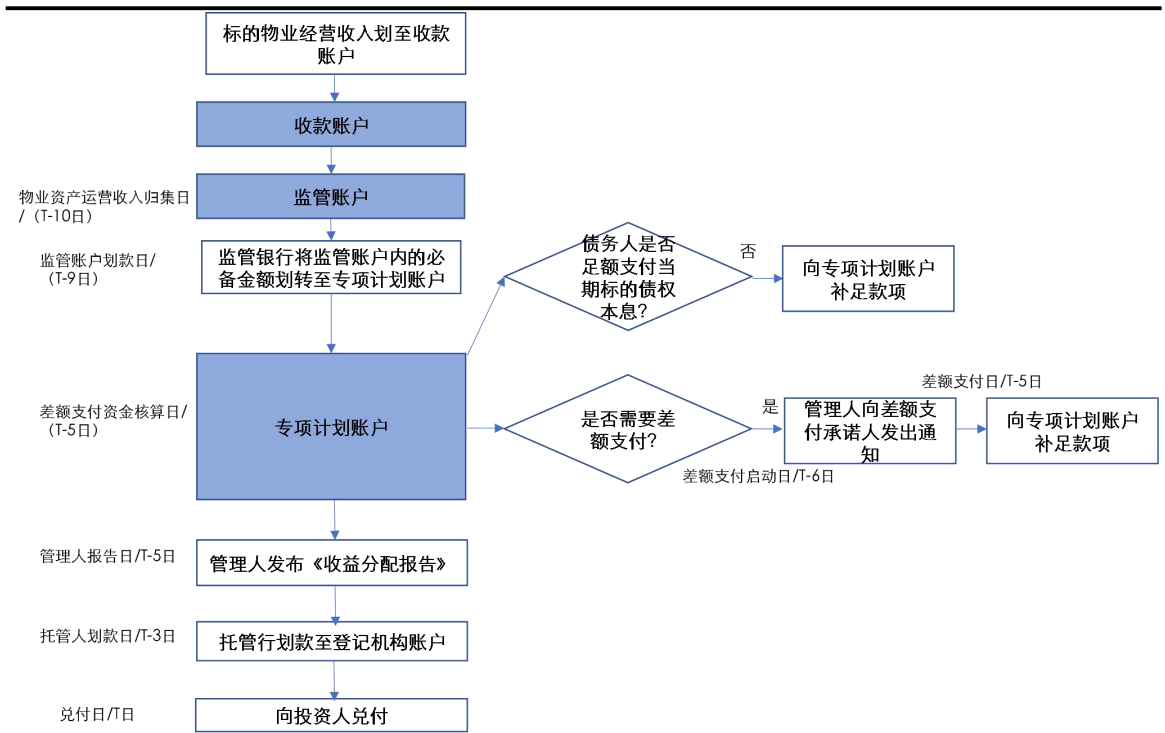 标的物业经营收入划至收款
账户
收款账户
物业资产运营收入归集日
/（T-10日）
监管账户
监管账户划款日/
（T-9日）
监管银行将监管账户内的必
备金额划转至专项计划账户
债务人是否
足额支付当
期标的债权
本息？
否
向专项计划账户
补足款项
差额支付资金核算日/
（T-5日）
专项计划账户
是否需要差
额支付？
是
差额支付启动日/T-6日
管理人向差额支
付承诺人发出通
知
差额支付日/T-5日
向专项计划账户
补足款项
管理人报告日/T-5日
管理人发布《收益分配报告》
托管人划款日/T-3日
托管行划款至登记机构账户
兑付日/T日
向投资人兑付